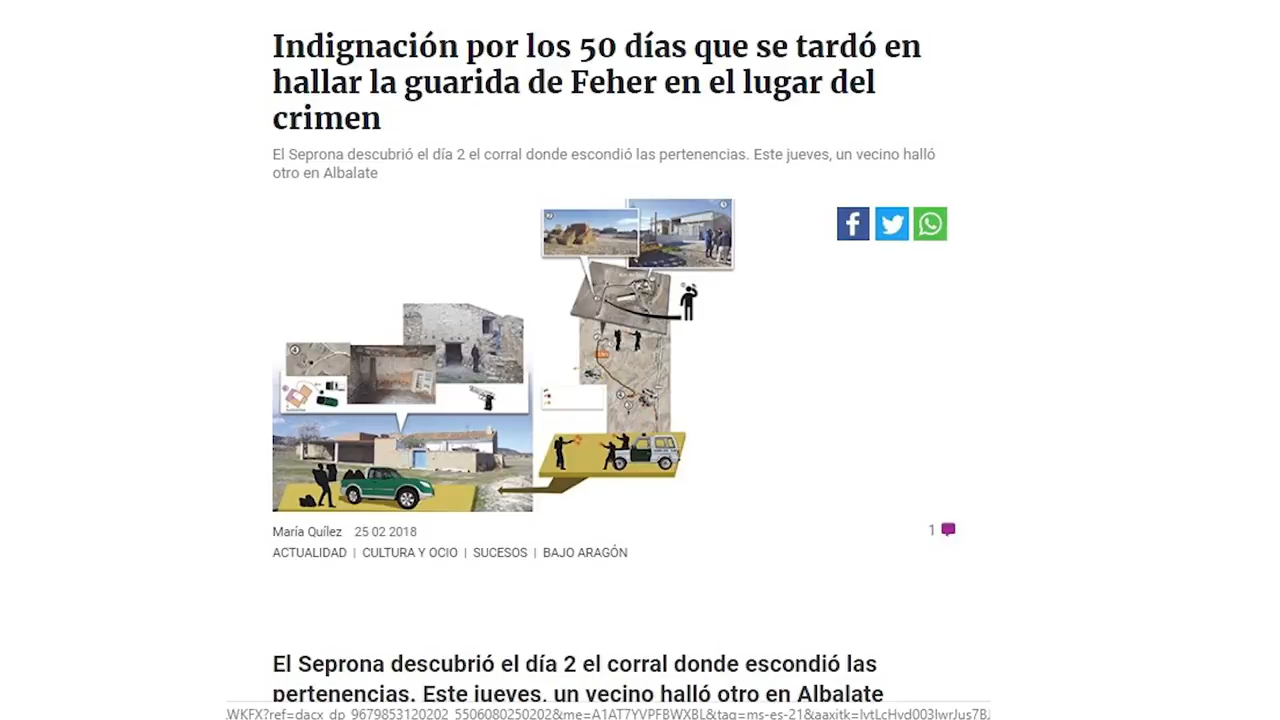 Indignación por los 50 días que se tardó en
hallar la guarida de Feher en el lugar del
crimen
El Seprona descubrió el día 2 el corral donde escondió las pertenencias. Este jueves, un vecino halló
otro en Albalate
María Quílez 25 02 2018
1
ACTUALIDAD | CULTURA Y OCIO | SUCESOS | BAJO ARAGÓN
El Seprona descubrió el día 2 el corral donde escondió las
pertenencias. Este jueves, un vecino halló otro en Albalate